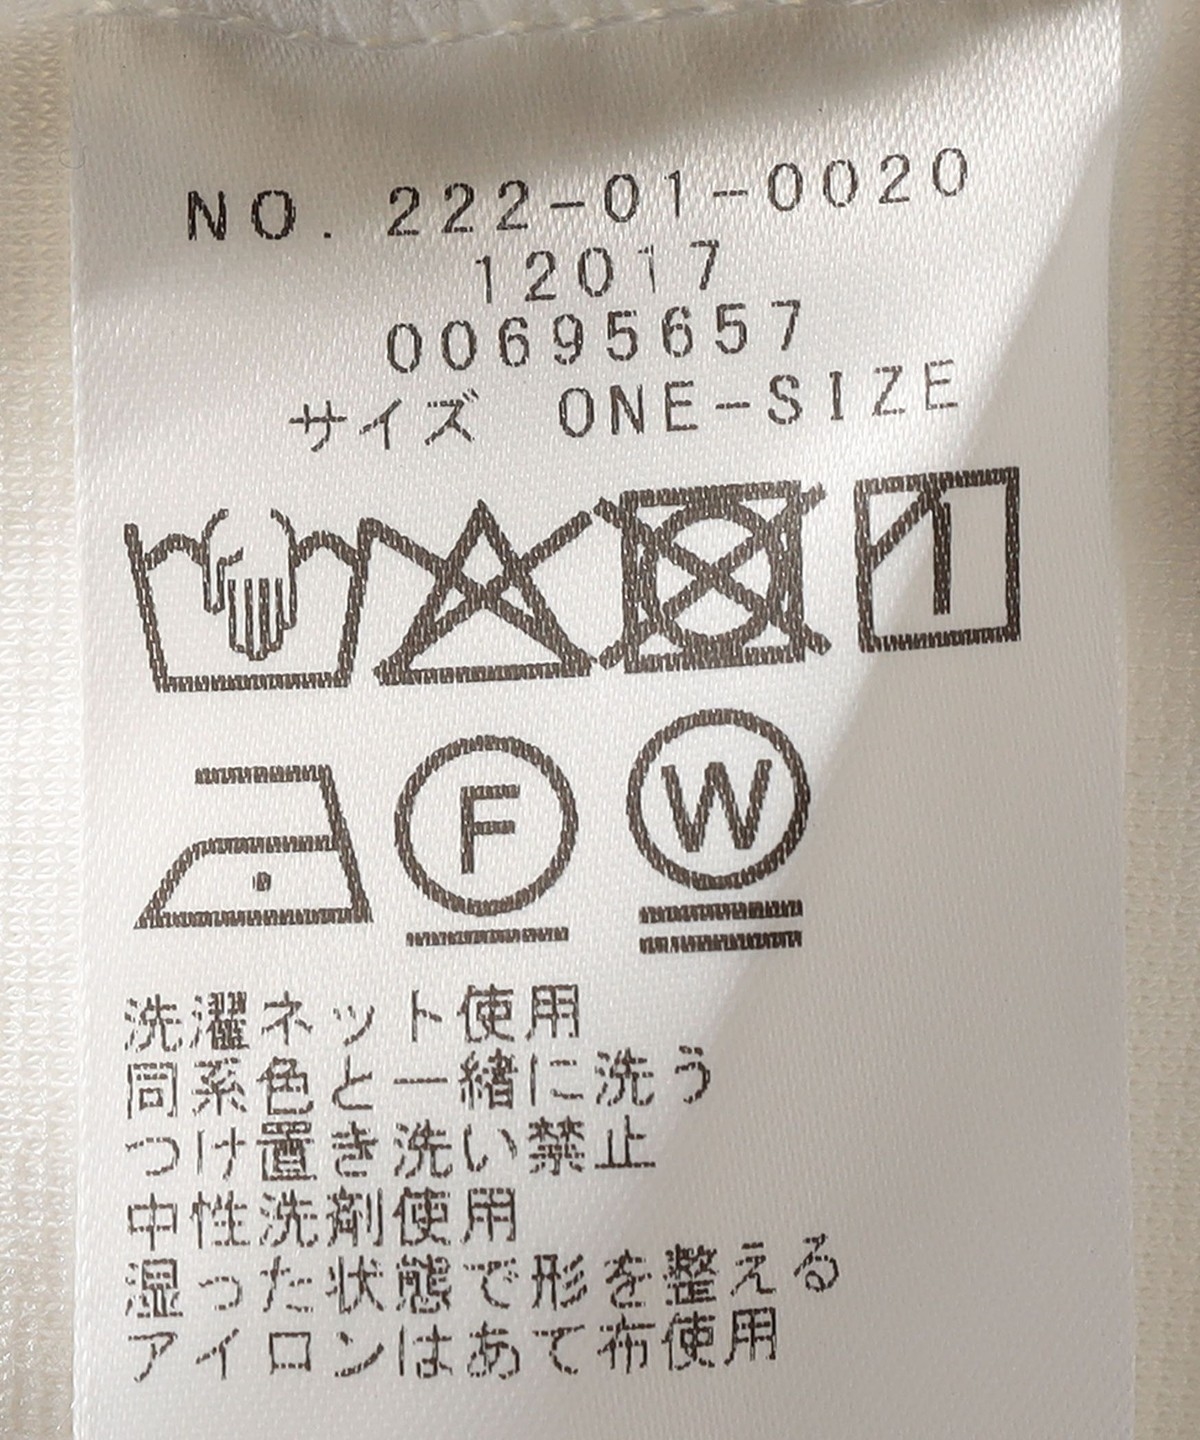 NO. 222-01-0020
12017
00695657
サイズ ONE-SIZE
F
W
洗濯ネット使用
同系色と一緒に洗う
つけ置き洗い禁止
中性洗剤使用
湿った状態で形を整える
アイロンはあて布使用